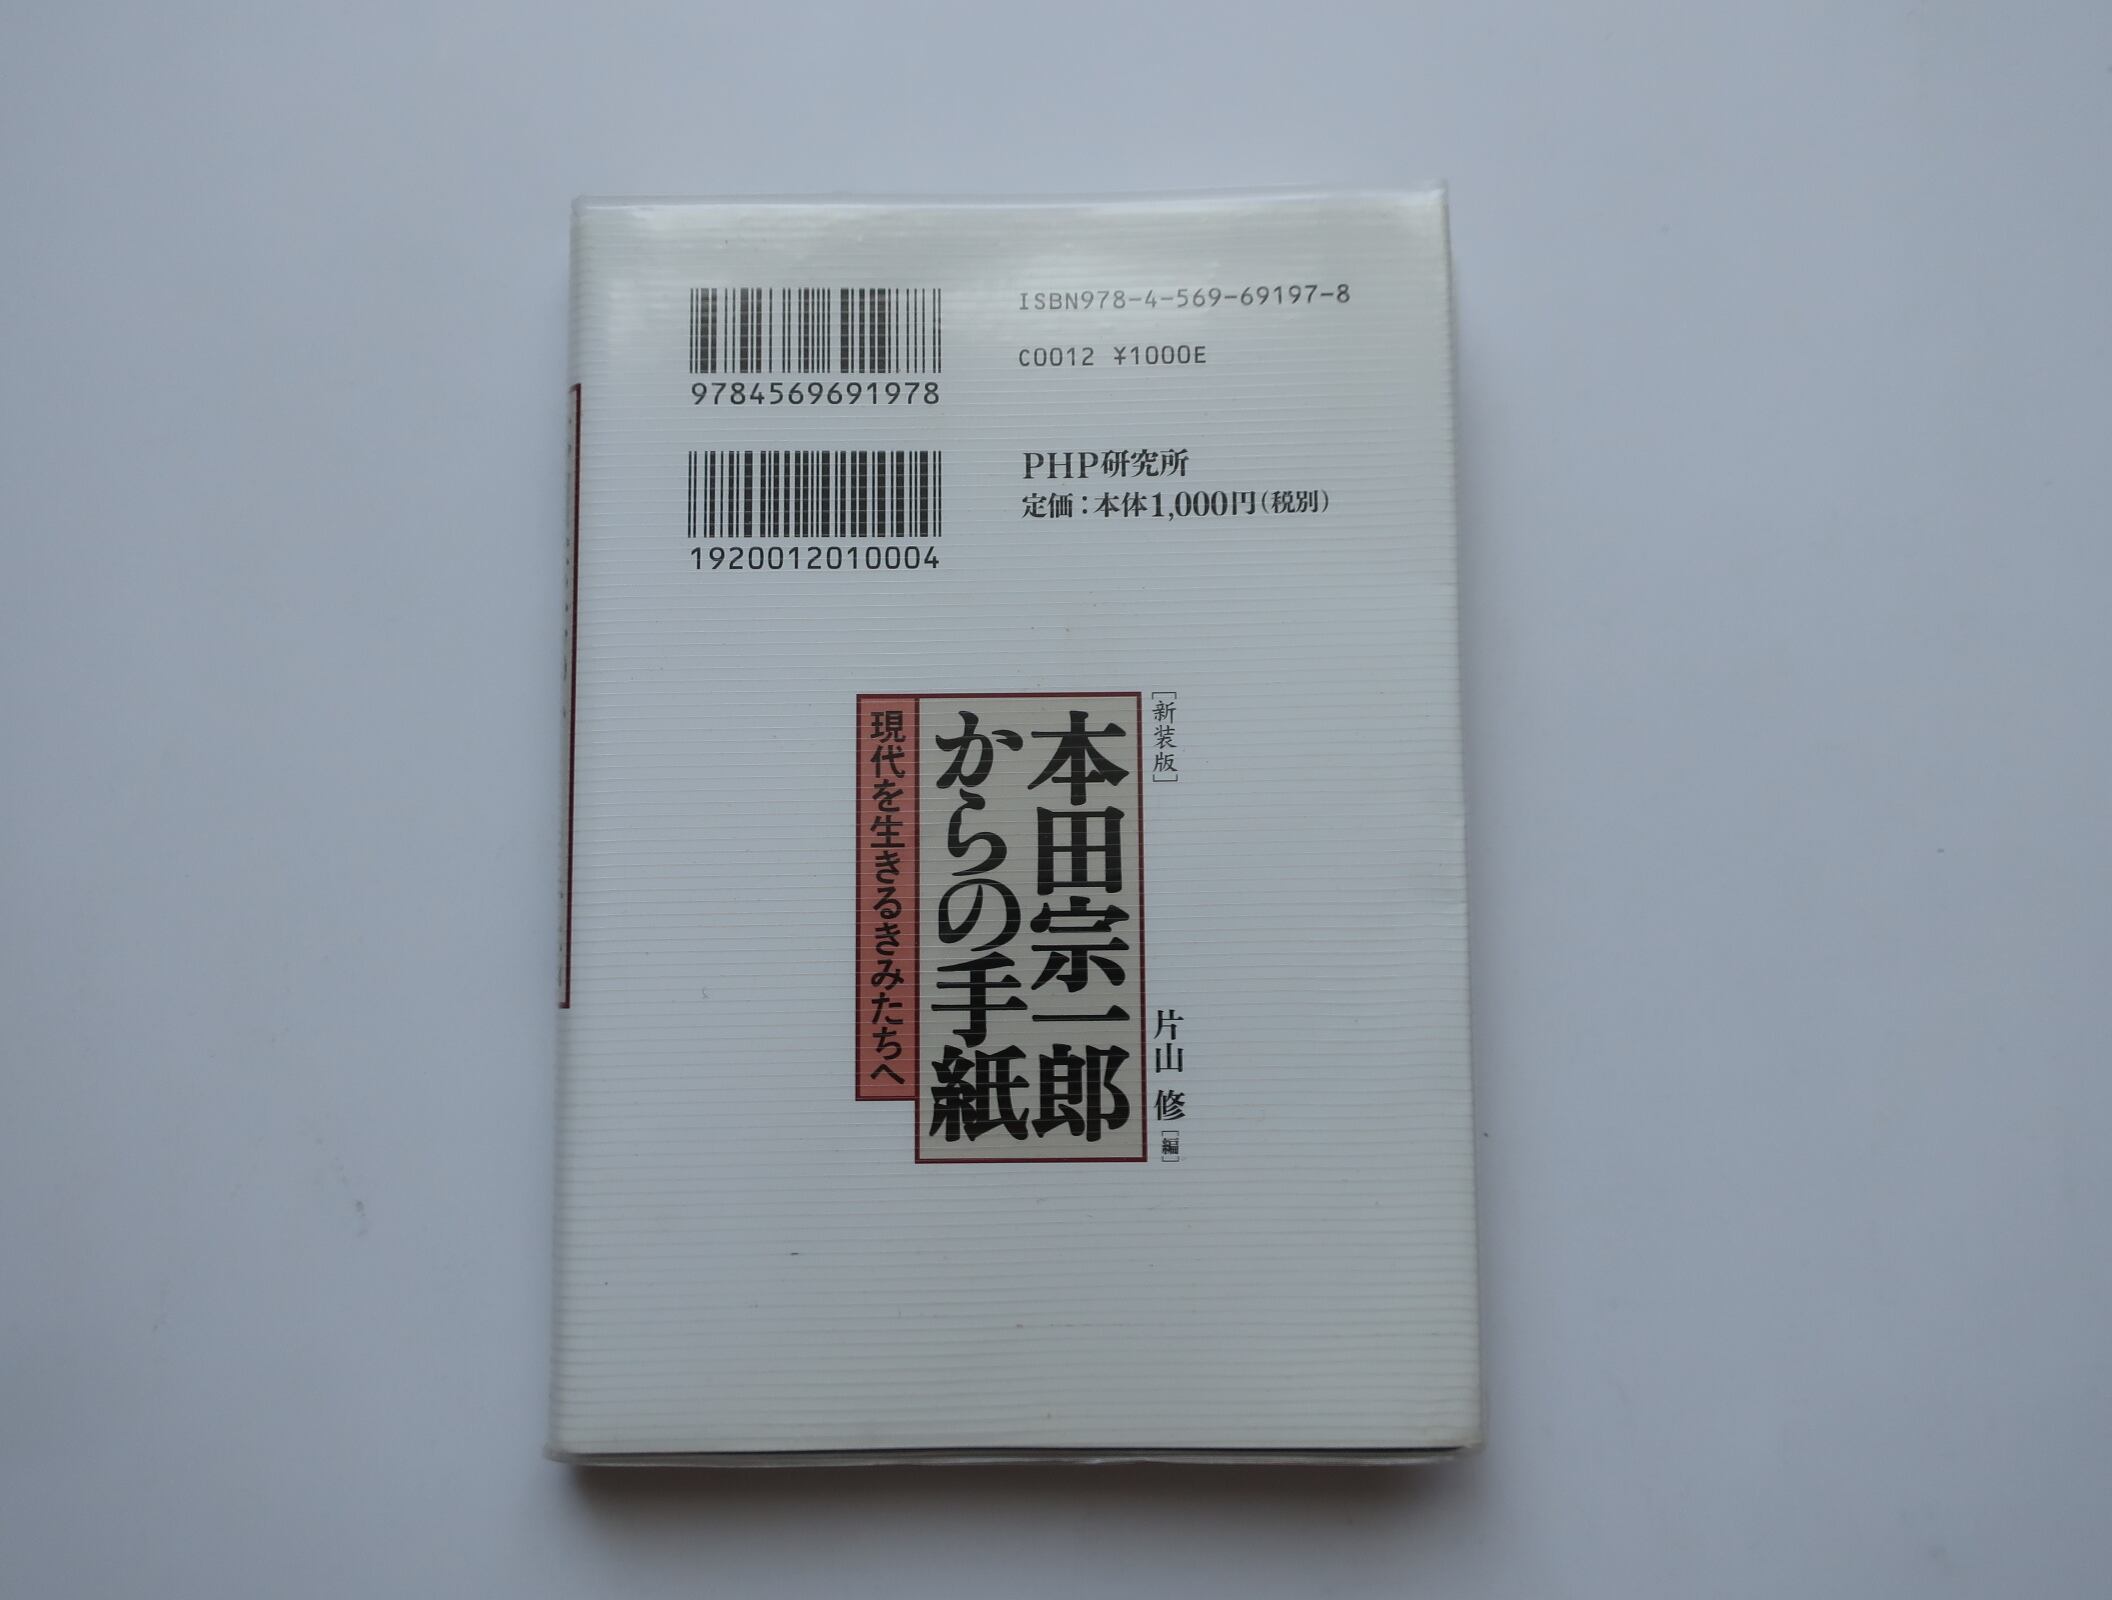 9784569691978
ISBN978-4-569-69197-8
C0012 ¥1000E
1920012010004
PHP研究所
定価：本体1,000円（税別）
［新装版］
本田宗一郎
からの手紙
現代を生きるきみたちへ
片山 修［編］